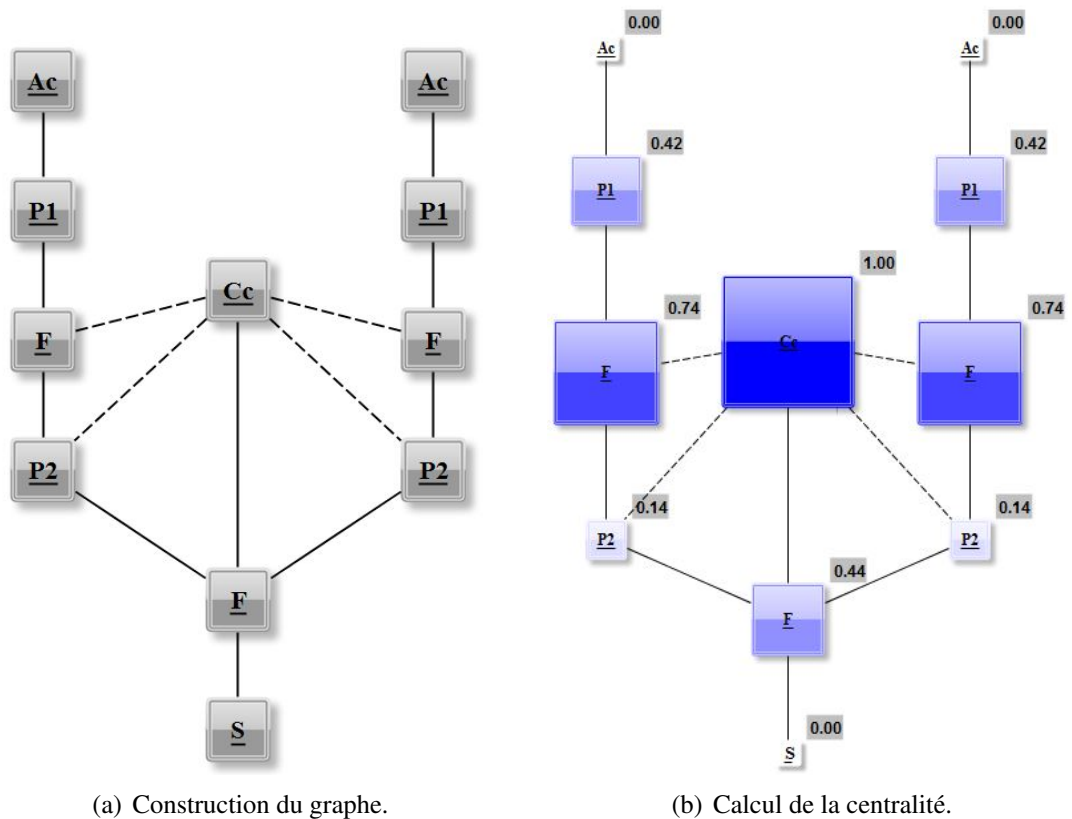 Ac
Ac
P1
P1
Cc
F
F
P2
P2
F
S
(a) Construction du graphe.
0.00
0.00
Ac
Ac
0.42
0.42
P1
P1
1.00
0.74
0.74
Cc
F
F
0.14
0.14
P2
P2
0.44
F
0.00
S
(b) Calcul de la centralité.